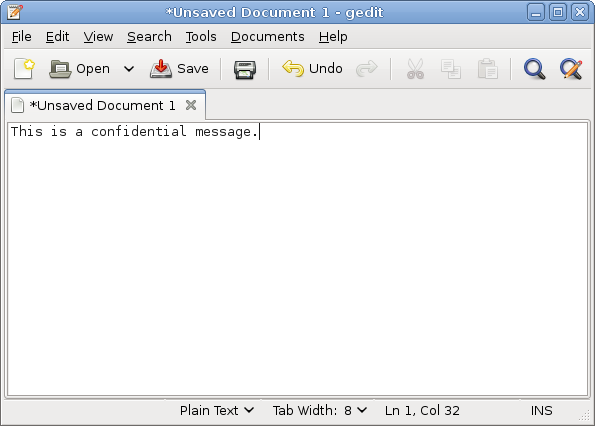 *Unsaved Document 1 - gedit
File Edit View Search Tools Documents Help
Open Save Undo
*Unsaved Document 1
This is a confidential message.
Plain Text Tab Width: 8 Ln 1, Col 32 INS